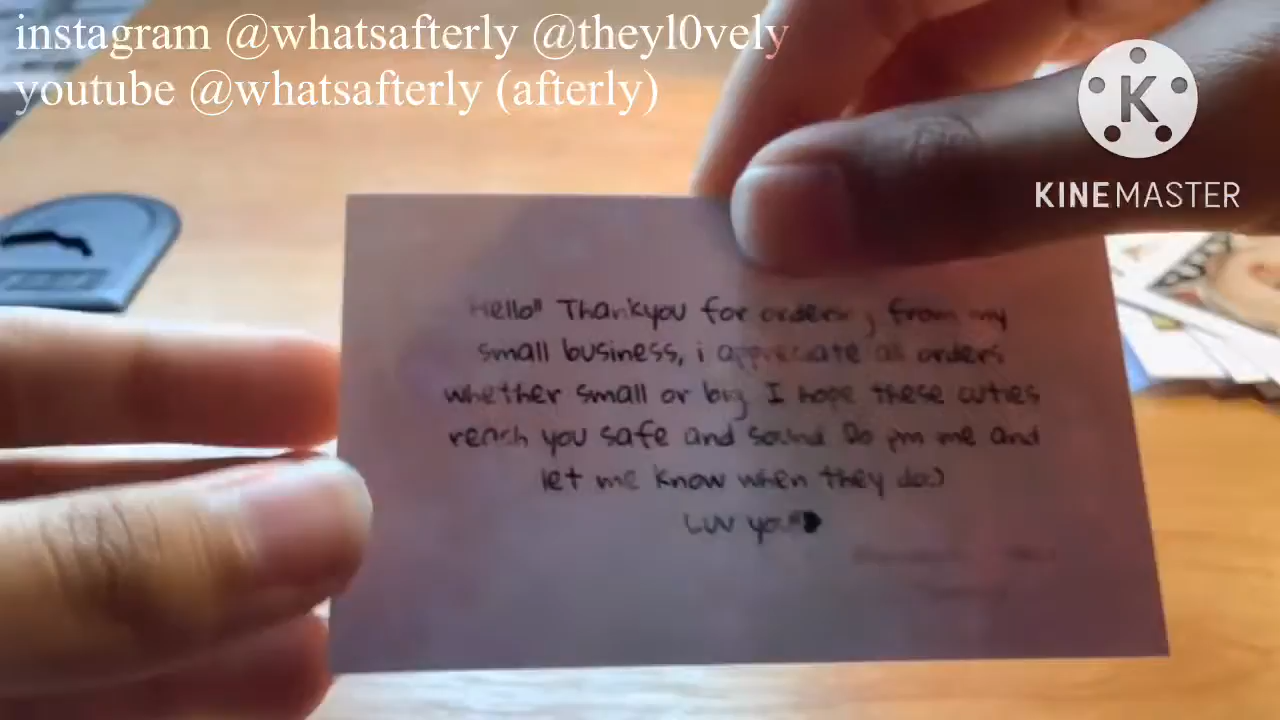 instagram @whatsafterly @theyl0vely
youtube @whatsafterly (afterly)
K
KINEMASTER
Hello" Thankyou for ordering from my
small business, i appreciate all orders
whether small or big I hope these cuties
reach you safe and sound Do pm me and
let me know when they do:)
Luv you